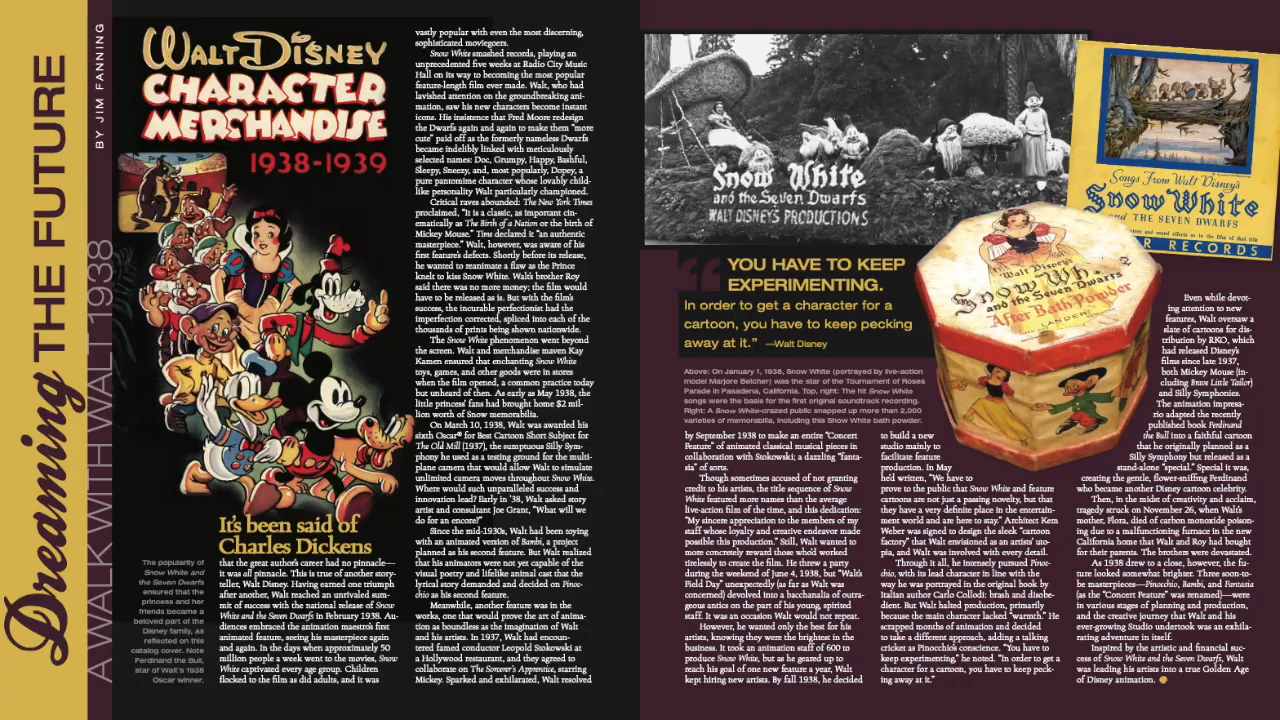 Dreaming THE FUTURE
A WALK WITH WALT 1938
BY JIM FANNING
WALT DISNEY
CHARACTER
MERCHANDISE
1938-1939
The popularity of
Snow White and
the Seven Dwarfs
ensured that the
princess and her
friends became a
beloved part of the
Disney family, as
reflected on this
catalog cover. Note
Ferdinand the Bull,
star of Walt's 1938
Oscar winner.
It's been said of
Charles Dickens
that the great author's career had no pinnacle—
it was all pinnacle. This is true of another story-
teller, Walt Disney. Having earned one triumph
after another, Walt reached an unrivaled sum-
mit of success with the national release of Snow
White and the Seven Dwarfs in February 1938. Au-
diences embraced the animation maestro's first
animated feature, seeing his masterpiece again
and again. In the days when approximately 50
million people a week went to the movies, Snow
White captivated every age group. Children
flocked to the film as did adults, and it was
vastly popular with even the most discerning,
sophisticated moviegoers.
Snow White smashed records, playing an
unprecedented five weeks at Radio City Music
Hall on its way to becoming the most popular
feature-length film ever made. Walt, who had
lavished attention on the groundbreaking ani-
mation, saw his new characters become instant
icons. His insistence that Fred Moore redesign
the Dwarfs again and again to make them "more
cute" paid off as the formerly nameless Dwarfs
became indelibly linked with meticulously
selected names: Doc, Grumpy, Happy, Bashful,
Sleepy, Sneezy, and, most popularly, Dopey, a
pure pantomime character whose lovably child-
like personality Walt particularly championed.
Critical raves abounded: The New York Times
proclaimed, "It is a classic, as important cin-
ematically as The Birth of a Nation or the birth of
Mickey Mouse." Time declared it "an authentic
masterpiece." Walt, however, was aware of his
first feature's defects. Shortly before its release,
he wanted to reanimate a flaw as the Prince
knelt to kiss Snow White. Walt's brother Roy
said there was no more money; the film would
have to be released as is. But with the film's
success, the incurable perfectionist had the
imperfection corrected, spliced into each of the
thousands of prints being shown nationwide.
The Snow White phenomenon went beyond
the screen. Walt and merchandise maven Kay
Kamen ensured that enchanting Snow White
toys, games, and other goods were in stores
when the film opened, a common practice today
but unheard of then. As early as May 1938, the
little princess' fans had brought home $2 mil-
lion worth of Snow memorabilia.
On March 10, 1938, Walt was awarded his
sixth Oscar® for Best Cartoon Short Subject for
The Old Mill (1937), the sumptuous Silly Sym-
phony he used as a testing ground for the multi-
plane camera that would allow Walt to simulate
unlimited camera moves throughout Snow White.
Where would such unparalleled success and
innovation lead? Early in '38, Walt asked story
artist and consultant Joe Grant, "What will we
do for an encore?"
Since the mid-1930s, Walt had been toying
with an animated version of Bambi, a project
planned as his second feature. But Walt realized
that his animators were not yet capable of the
visual poetry and lifelike animal cast that the
lyrical story demanded and decided on Pinoc-
chio as his second feature.
Meanwhile, another feature was in the
works, one that would prove the art of anima-
tion as boundless as the imagination of Walt
and his artists. In 1937, Walt had encoun-
tered famed conductor Leopold Stokowski at
a Hollywood restaurant, and they agreed to
collaborate on The Sorcerer's Apprentice, starring
Mickey. Sparked and exhilarated, Walt resolved
Snow White
and the Seven Dwarfs
WALT DISNEY'S PRODUCTIONS
Songs From Walt Disney's
Snow White
and THE SEVEN DWARFS
R RECORDS
Walt Disney's
SNOW WH
and the Seven Dwarfs
After Bath Powder
LANDER
"YOU HAVE TO KEEP
EXPERIMENTING.
In order to get a character for a
cartoon, you have to keep pecking
away at it." —Walt Disney
Above: On January 1, 1938, Snow White (portrayed by live-action
model Marjore Belcher) was the star of the Tournament of Roses
Parade in Pasadena, California. Top, right: The hit Snow White
songs were the basis for the first original soundtrack recording.
Right: A Snow White-crazed public snapped up more than 2,000
varieties of memorabilia, including this Snow White bath powder.
by September 1938 to make an entire "Concert
Feature" of animated classical musical pieces in
collaboration with Stokowski; a dazzling "fanta-
sia" of sorts.
Though sometimes accused of not granting
credit to his artists, the title sequence of Snow
White featured more names than the average
live-action film of the time, and this dedication:
"My sincere appreciation to the members of my
staff whose loyalty and creative endeavor made
possible this production." Still, Walt wanted to
more concretely reward those who'd worked
tirelessly to create the film. He threw a party
during the weekend of June 4, 1938, but "Walt's
Field Day" unexpectedly (as far as Walt was
concerned) devolved into a bacchanalia of outra-
geous antics on the part of his young, spirited
staff. It was an occasion Walt would not repeat.
However, he wanted only the best for his
artists, knowing they were the brightest in the
business. It took an animation staff of 600 to
produce Snow White, but as he geared up to
reach his goal of one new feature a year, Walt
kept hiring new artists. By fall 1938, he decided
to build a new
studio mainly to
facilitate feature
production. In May
he'd written, "We have to
prove to the public that Snow White and feature
cartoons are not just a passing novelty, but that
they have a very definite place in the entertain-
ment world and are here to stay." Architect Kem
Weber was signed to design the sleek "cartoon
factory" that Walt envisioned as an artists' uto-
pia, and Walt was involved with every detail.
Through it all, he intensely pursued Pinoc-
chio, with its lead character in line with the
way he was portrayed in the original book by
Italian author Carlo Collodi: brash and disobe-
dient. But Walt halted production, primarily
because the main character lacked "warmth." He
scrapped months of animation and decided
to take a different approach, adding a talking
cricket as Pinocchio's conscience. "You have to
keep experimenting," he noted. "In order to get a
character for a cartoon, you have to keep peck-
ing away at it."
Even while devot-
ing attention to new
features, Walt oversaw a
slate of cartoons for dis-
tribution by RKO, which
had released Disney's
films since late 1937,
both Mickey Mouse (in-
cluding Brave Little Tailor)
and Silly Symphonies.
The animation impresa-
rio adapted the recently
published book Ferdinand
the Bull into a faithful cartoon
that he originally planned as a
Silly Symphony but released as a
stand-alone "special." Special it was,
creating the gentle, flower-sniffing Ferdinand
who became another Disney cartoon celebrity.
Then, in the midst of creativity and acclaim,
tragedy struck on November 26, when Walt's
mother, Flora, died of carbon monoxide poison-
ing due to a malfunctioning furnace in the new
California home that Walt and Roy had bought
for their parents. The brothers were devastated.
As 1938 drew to a close, however, the fu-
ture looked somewhat brighter. Three soon-to-
be masterpieces—Pinocchio, Bambi, and Fantasia
(as the "Concert Feature" was renamed)—were
in various stages of planning and production,
and the creative journey that Walt and his
ever-growing Studio undertook was an exhila-
rating adventure in itself.
Inspired by the artistic and financial suc-
cess of Snow White and the Seven Dwarfs, Walt
was leading his artists into a true Golden Age
of Disney animation.